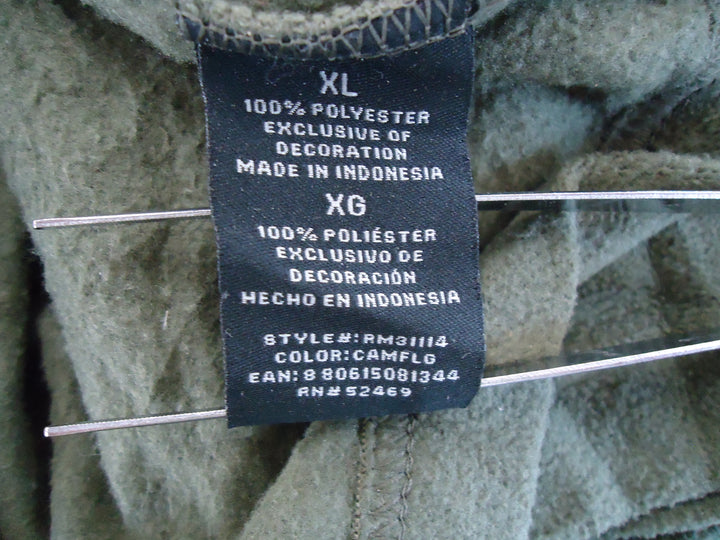 XL
100% POLYESTER
EXCLUSIVE OF
DECORATION
MADE IN INDONESIA
XG
100% POLIÉSTER
EXCLUSIVO DE
DECORACIÓN
HECHO EN INDONESIA
STYLE#:RM31114
COLOR:CAMFLG
EAN: 8 80615081344
RN# 52469